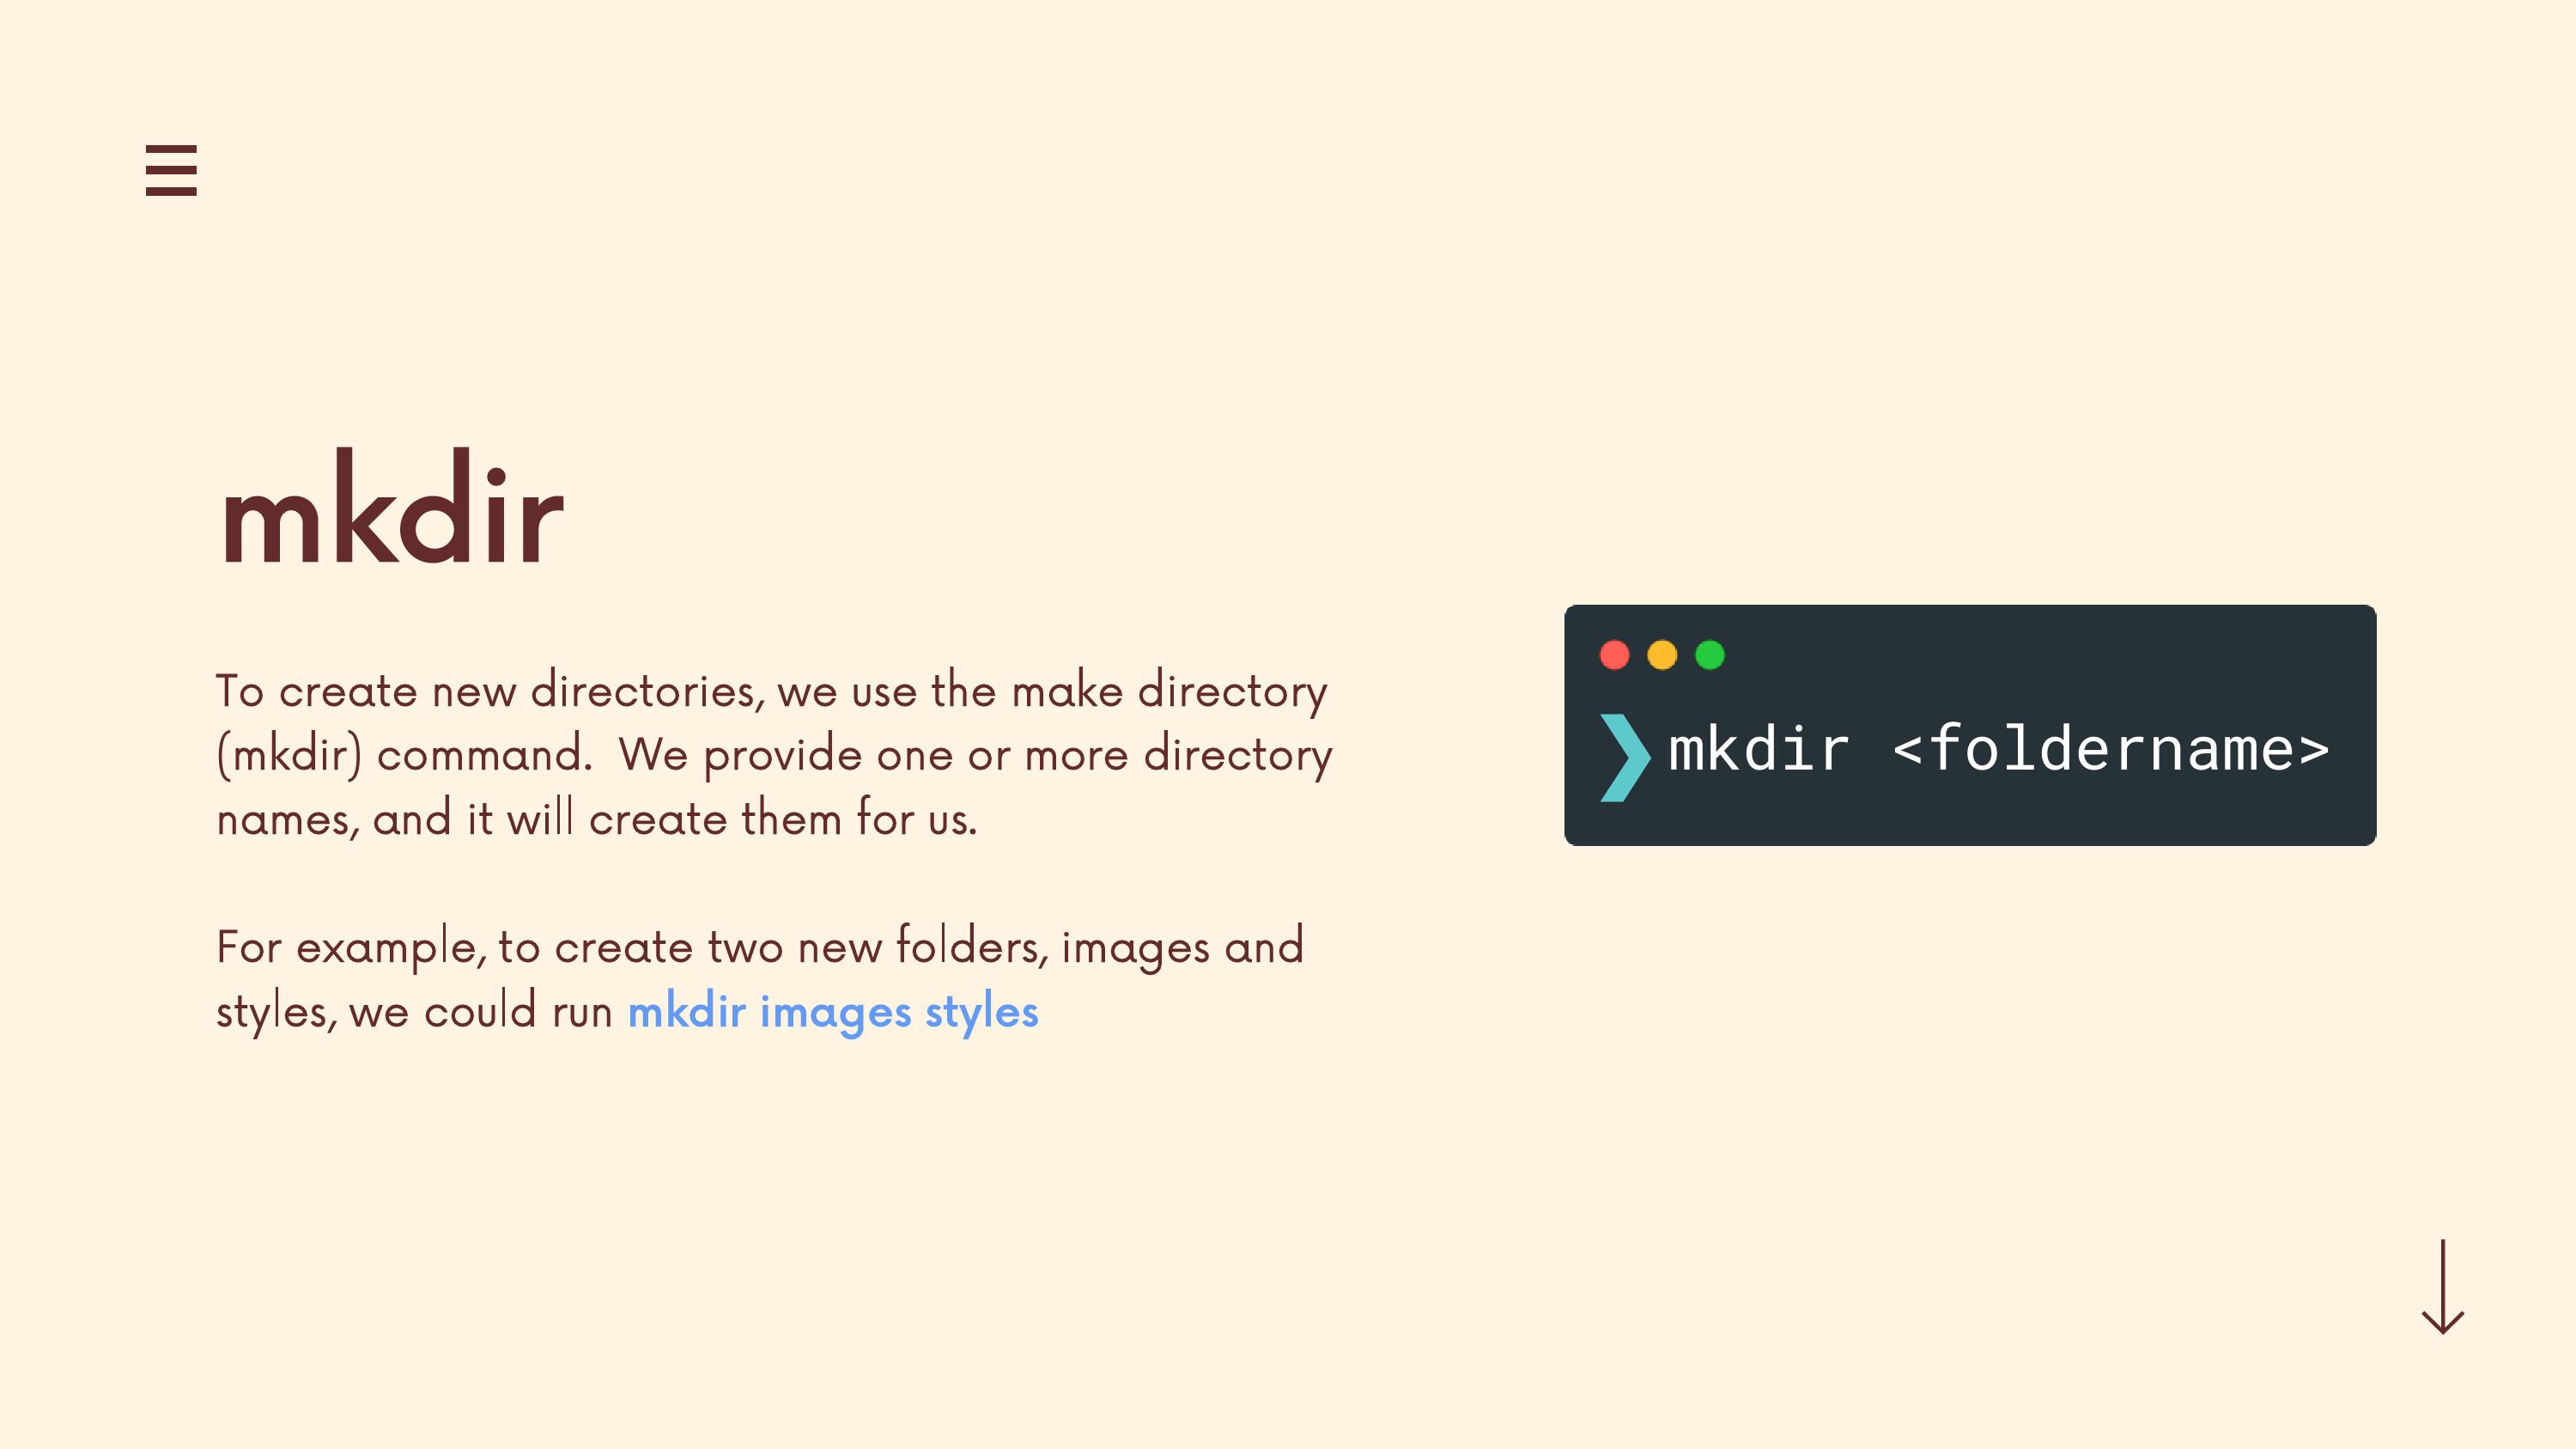 mkdir
To create new directories, we use the make directory
(mkdir) command.  We provide one or more directory
names, and it will create them for us.
For example, to create two new folders, images and
styles, we could run mkdir images styles
❯ mkdir <foldername>